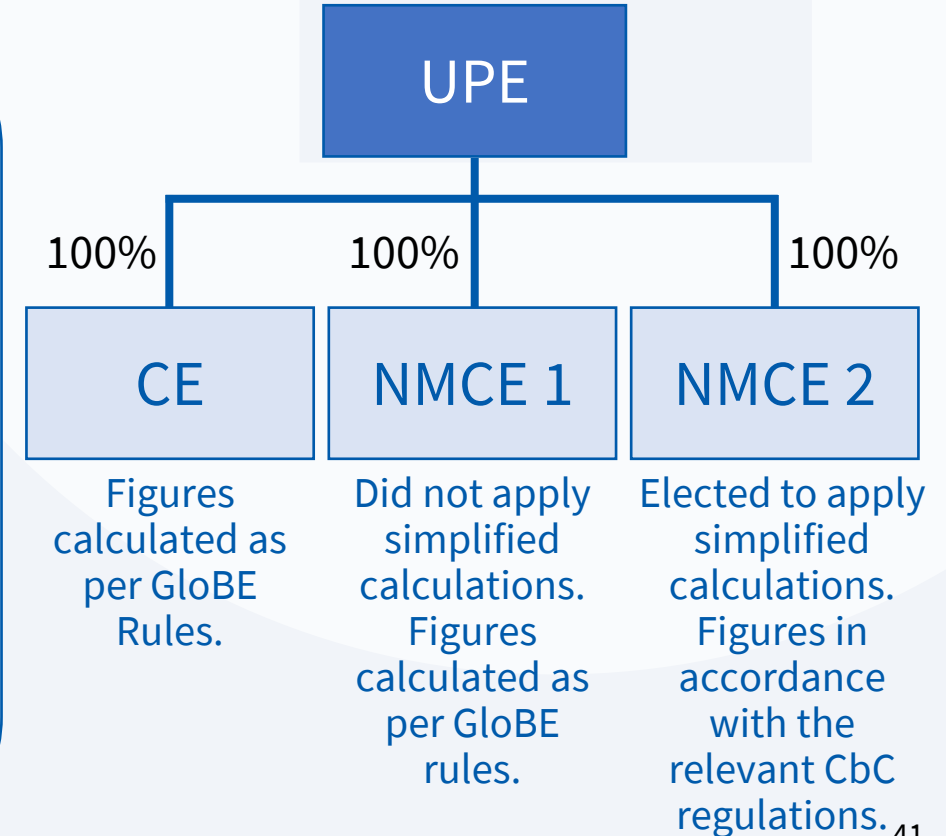 UPE
100%
100%
100%
CE
NMCE 1
NMCE 2
Figures
calculated as
per GloBE
Rules.
Did not apply
simplified
calculations.
Figures
calculated as
per GloBE
rules.
Elected to apply
simplified
calculations.
Figures in
accordance
with the
relevant CbC
regulations.
41